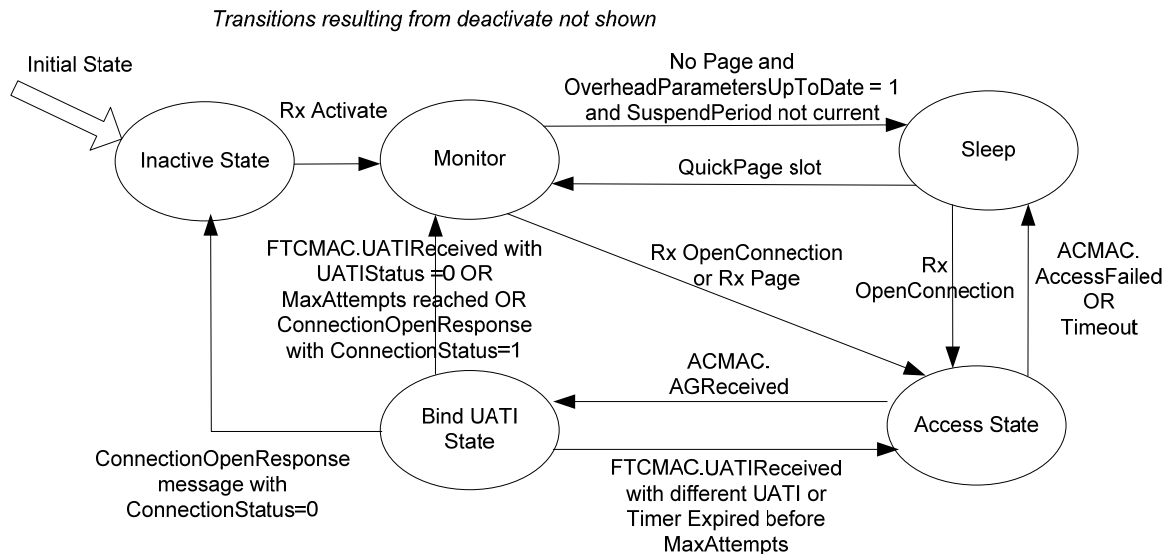 Transitions resulting from deactivate not shown
Initial State
No Page and
OverheadParametersUpToDate = 1
and SuspendPeriod not current
Rx Activate
Inactive State
Monitor
Sleep
QuickPage slot
FTCMAC.UATIReceived with
UATIStatus =0 OR
MaxAttempts reached OR
ConnectionOpenResponse
with ConnectionStatus=1
Rx OpenConnection
or Rx Page
Rx
OpenConnection
ACMAC.
AccessFailed
OR
Timeout
ACMAC.
AGReceived
Bind UATI
State
Access State
ConnectionOpenResponse
message with
ConnectionStatus=0
FTCMAC.UATIReceived
with different UATI or
Timer Expired before
MaxAttempts